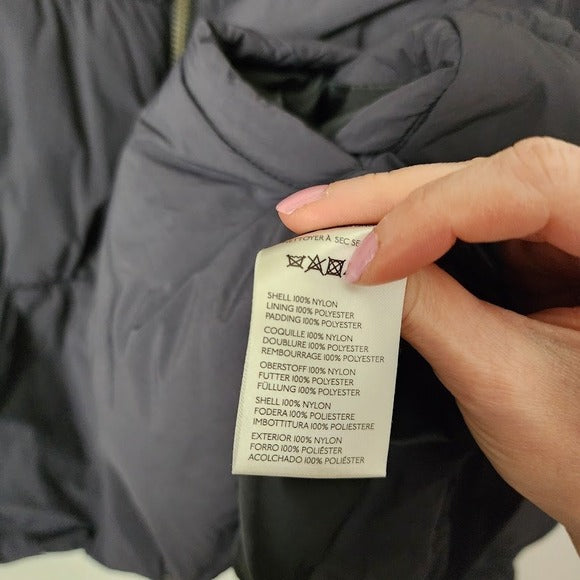 À SEC
SHELL 100% NYLON
LINING 100% POLYESTER
PADDING 100% POLYESTER
COQUILLE 100% NYLON
DOUBLURE 100% POLYESTER
REMBOURRAGE 100% POLYESTER
OBERSTOFF 100% NYLON
FUTTER 100% POLYESTER
FÜLLUNG 100% POLYESTER
SHELL 100% NYLON
FODERA 100% POLIESTERE
IMBOTTITURA 100% POLIESTERE
EXTERIOR 100% NYLON
FORRO 100% POLIÉSTER
ACOLCHADO 100% POLIÉSTER